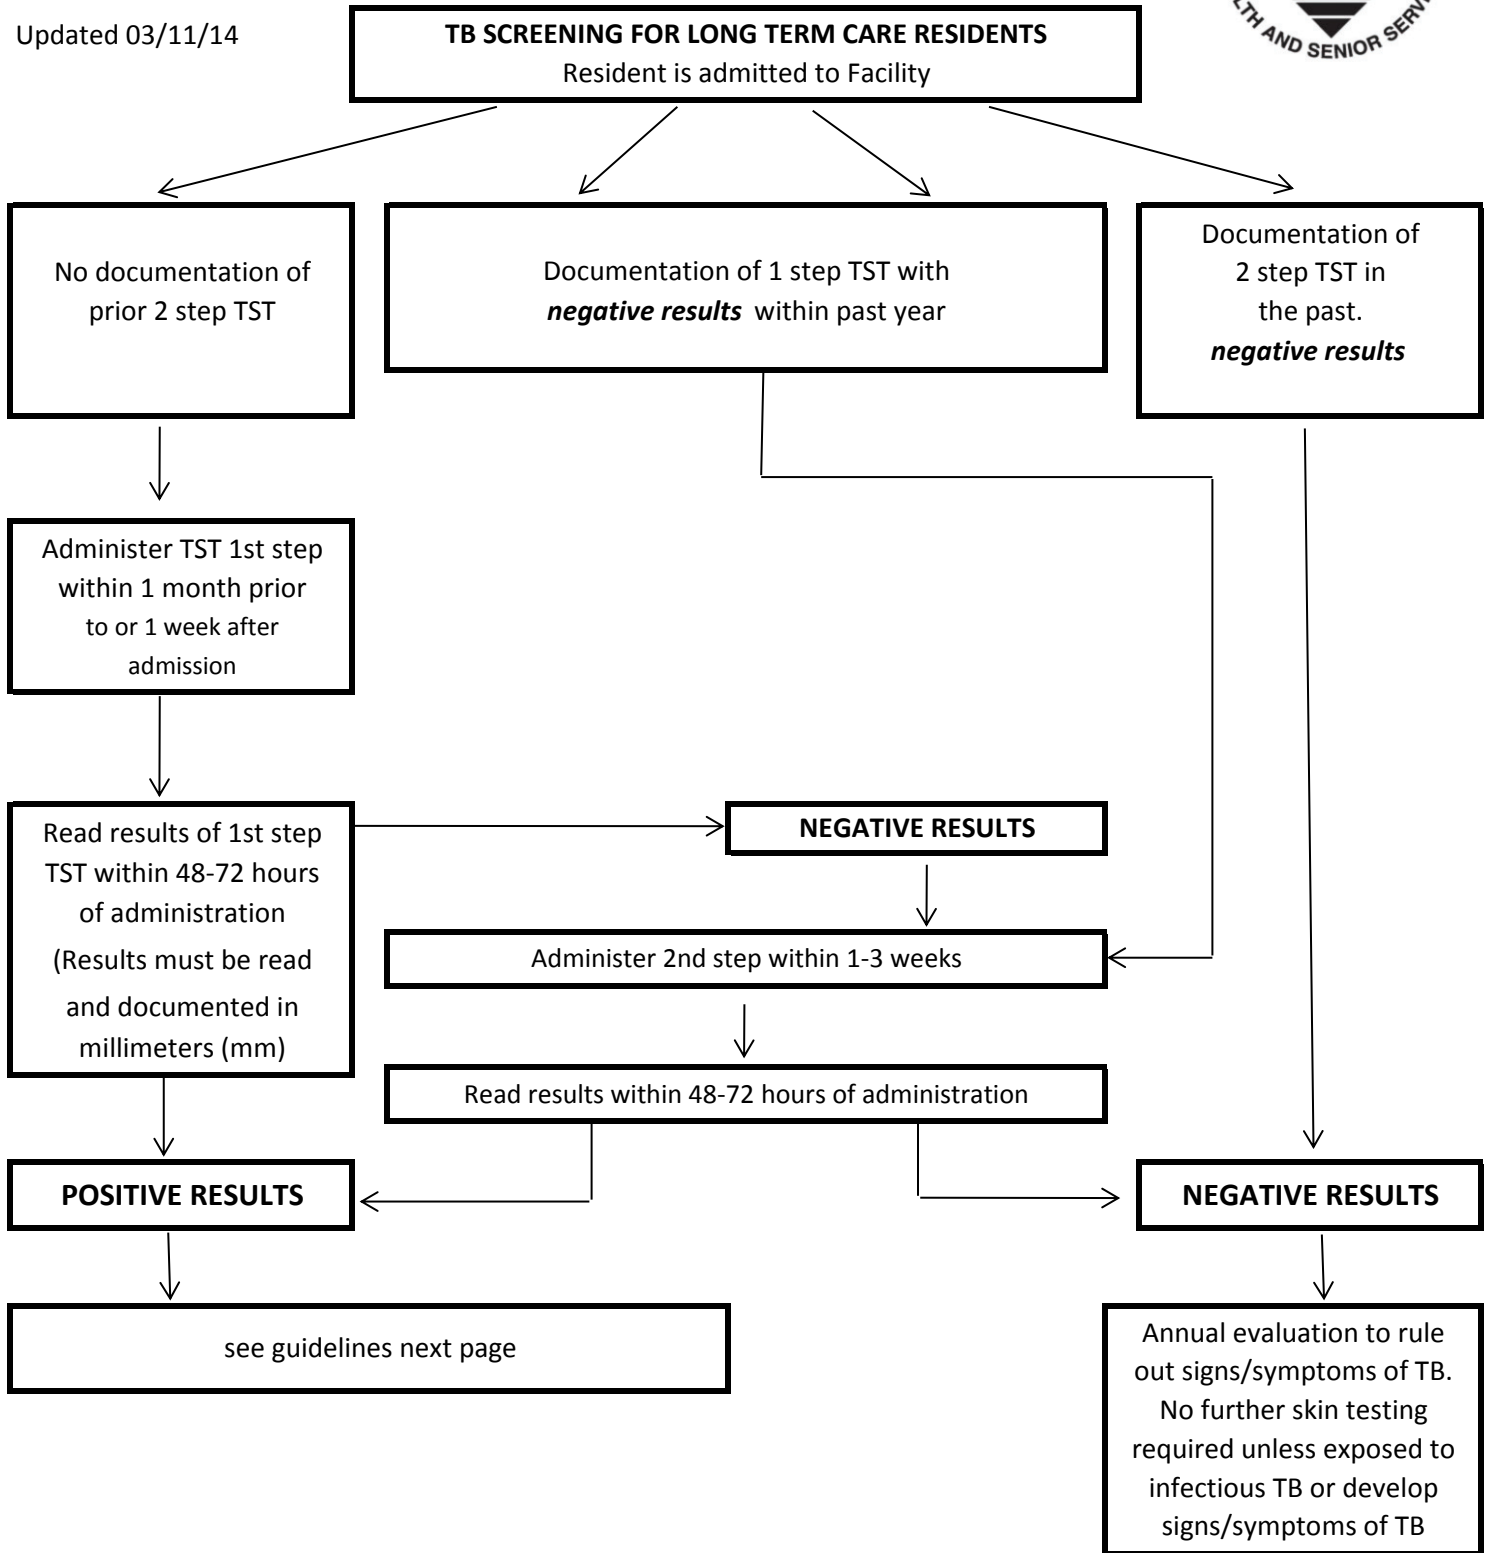 Updated 03/11/14
TB SCREENING FOR LONG TERM CARE RESIDENTS
Resident is admitted to Facility
AND SENIOR
No documentation of
prior 2 step TST
Documentation of 1 step TST with
negative results within past year
Documentation of
2 step TST in
the past.
negative results
Administer TST 1st step
within 1 month prior
to or 1 week after
admission
Read results of 1st step
TST within 48-72 hours
of administration
(Results must be read
and documented in
millimeters (mm)
NEGATIVE RESULTS
Administer 2nd step within 1-3 weeks
Read results within 48-72 hours of administration
POSITIVE RESULTS
NEGATIVE RESULTS
see guidelines next page
Annual evaluation to rule
out signs/symptoms of TB.
No further skin testing
required unless exposed to
infectious TB or develop
signs/symptoms of TB